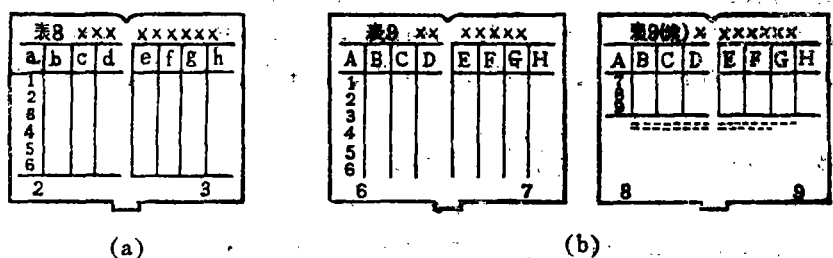 表8 ××× ××××××
a b c d e f g h
1
2
3
4
5
6
2 3
(a)
表9 ×× ×××××
A B C D E F G H
1
2
3
4
5
6
6 7
表9(续) × ××××××
A B C D E F G H
7
8
9
8 9
(b)